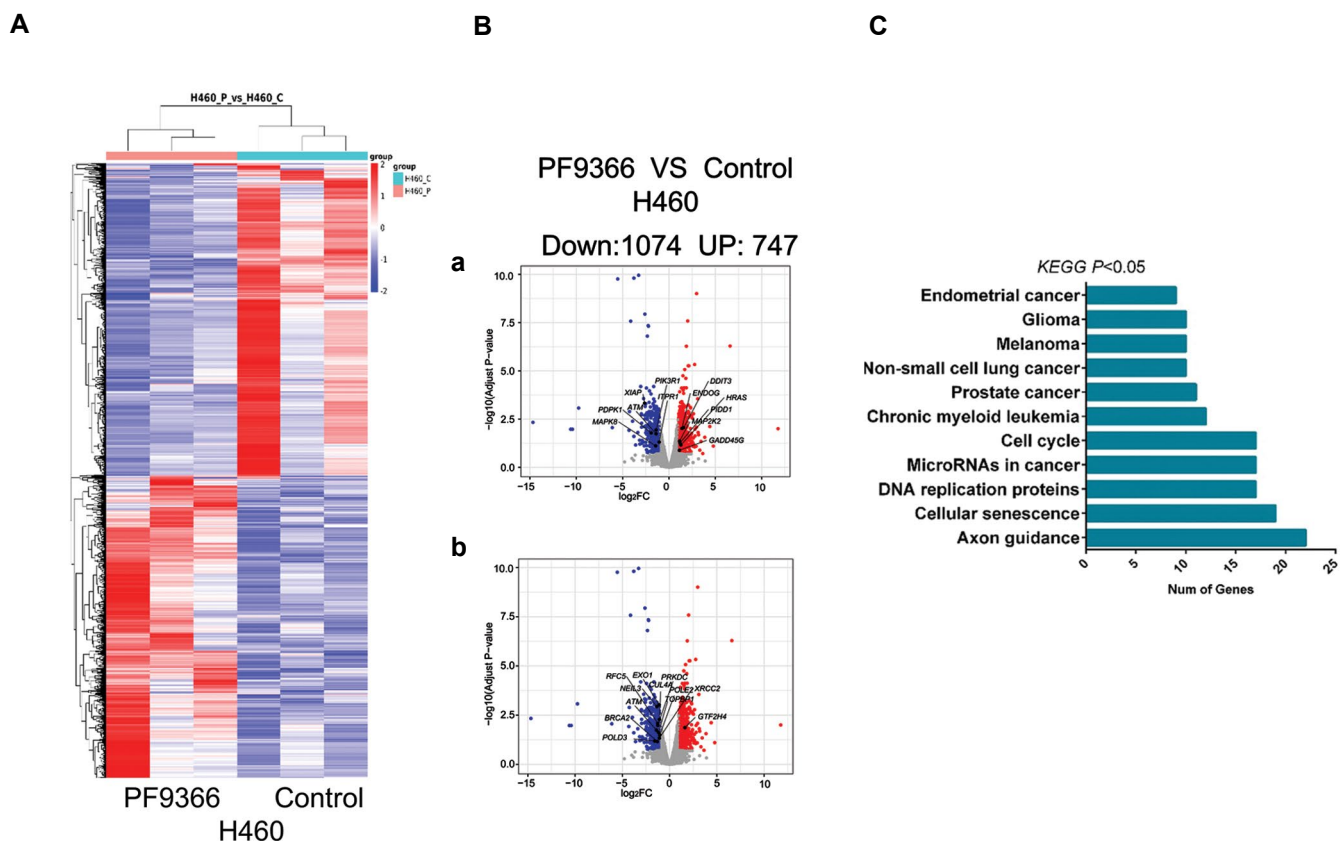 A
B
C
H460_P_vs_H460_C
group
2
1
0
-1
-2
group
H460_C
H460_P
PF9366 Control
H460
PF9366 VS Control
H460
Down:1074 UP: 747
a
10.0
7.5
5.0
2.5
0.0
−log10(Adjust P-value)
PIK3R1
DDIT3
XIAP
ITPR1
ENDOG
HRAS
PDPK1
ATM
PIDD1
MAPK8
MAP2K2
GADD45G
−15 −10 −5 0 5 10
log2FC
b
10.0
7.5
5.0
2.5
0.0
−log10(Adjust P-value)
RFC5
EXO1
PRKDC
NEIL3
CUL4A
POLE2
XRCC2
ATM
TOPBP1
BRCA2
GTF2H4
POLD3
−15 −10 −5 0 5 10
log2FC
KEGG P<0.05
Endometrial cancer
Glioma
Melanoma
Non-small cell lung cancer
Prostate cancer
Chronic myeloid leukemia
Cell cycle
MicroRNAs in cancer
DNA replication proteins
Cellular senescence
Axon guidance
0 5 10 15 20 25
Num of Genes